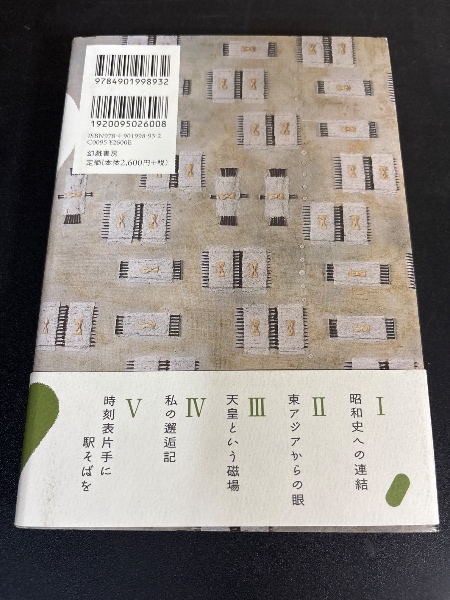 9784901998932
1920095026008
ISBN978-4-901998-93-2
C0095 ¥2600E
幻戯書房
定価(本体2,600円+税)
I
昭和史への連結
II
東アジアからの眼
III
天皇という磁場
IV
私の邂逅記
V
時刻表片手に
駅そばを